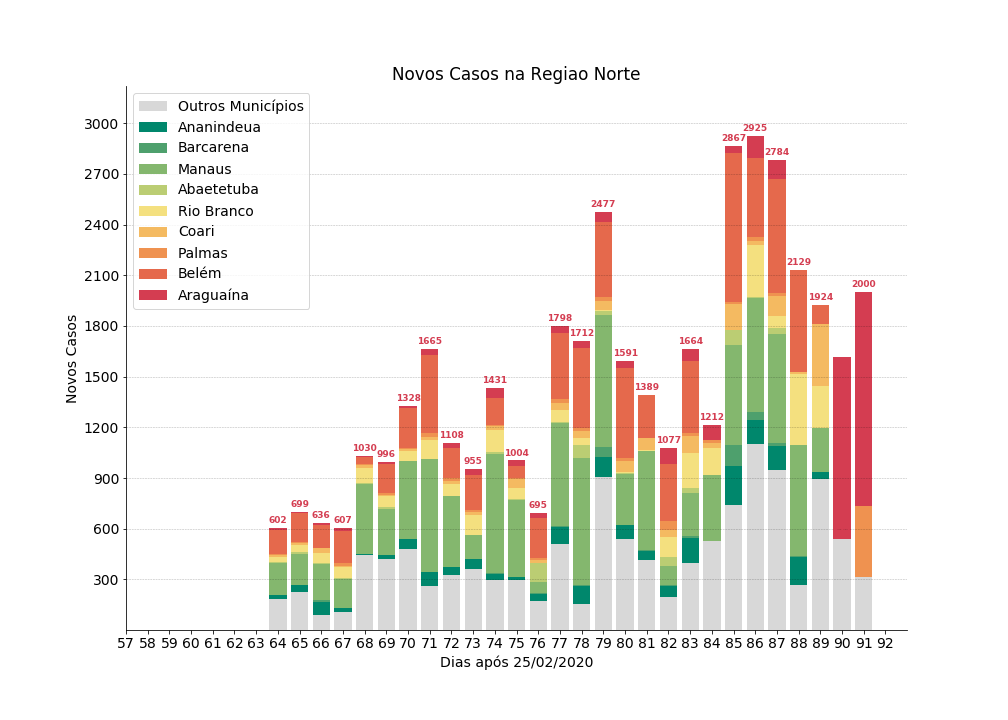 Novos Casos na Regiao Norte
Outros Municípios
Ananindeua
Barcarena
Manaus
Abaetetuba
Rio Branco
Coari
Palmas
Belém
Araguaína
3000
2700
2400
2100
1800
1500
1200
900
600
300
Novos Casos
602
699
636
607
1030
996
1328
1665
1108
955
1431
1004
695
1798
1712
2477
1591
1389
1077
1664
1212
2867
2925
2784
2129
1924
2000
57 58 59 60 61 62 63 64 65 66 67 68 69 70 71 72 73 74 75 76 77 78 79 80 81 82 83 84 85 86 87 88 89 90 91 92
Dias após 25/02/2020